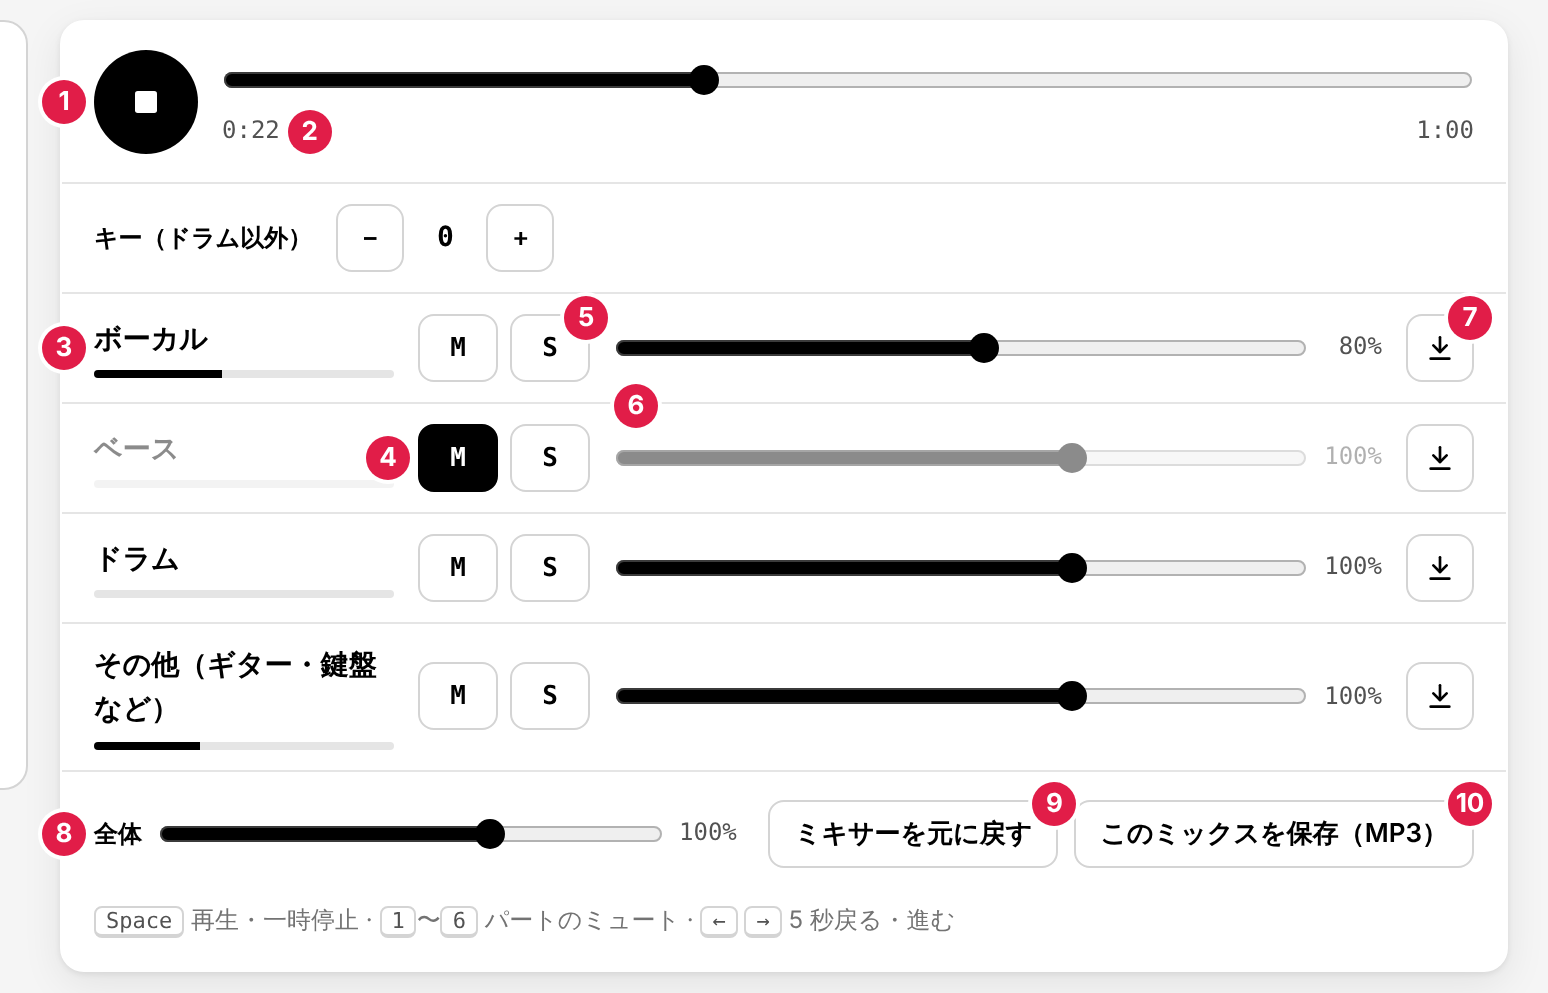 1
0:22 2 1:00
キー（ドラム以外） − 0 +
3 ボーカル M S 5 80% 7
6
ベース 4 M S 100%
ドラム M S 100%
その他（ギター・鍵盤
など） M S 100%
8 全体 100% ミキサーを元に戻す 9 このミックスを保存（MP3） 10
Space 再生・一時停止 · 1〜6 パートのミュート · ← → 5 秒戻る・進む